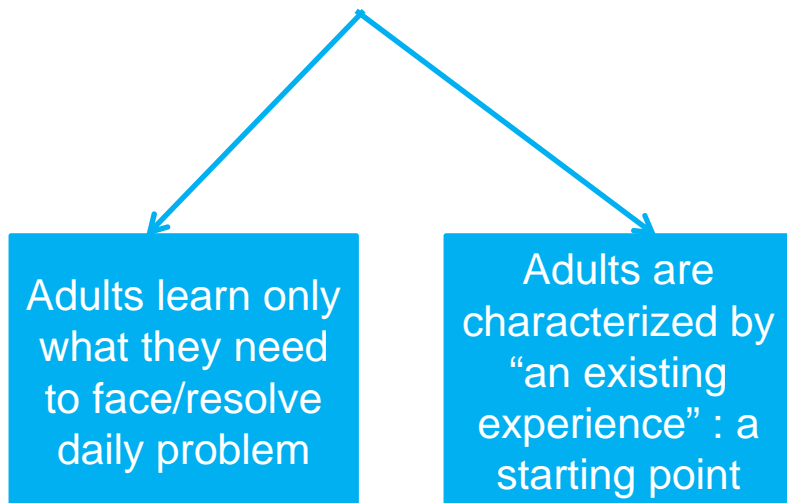 Adults learn only
what they need
to face/resolve
daily problem
Adults are
characterized by
“an existing
experience” : a
starting point